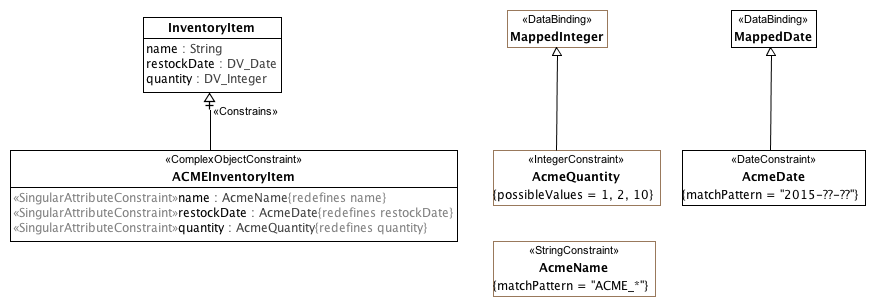 InventoryItem
name : String
restockDate : DV_Date
quantity : DV_Integer
«Constrains»
«ComplexObjectConstraint»
ACMEInventoryItem
«SingularAttributeConstraint»name : AcmeName{redefines name}
«SingularAttributeConstraint»restockDate : AcmeDate{redefines restockDate}
«SingularAttributeConstraint»quantity : AcmeQuantity{redefines quantity}
«DataBinding»
MappedInteger
«IntegerConstraint»
AcmeQuantity
{possibleValues = 1, 2, 10}
«StringConstraint»
AcmeName
{matchPattern = "ACME_*"}
«DataBinding»
MappedDate
«DateConstraint»
AcmeDate
{matchPattern = "2015-??-??"}